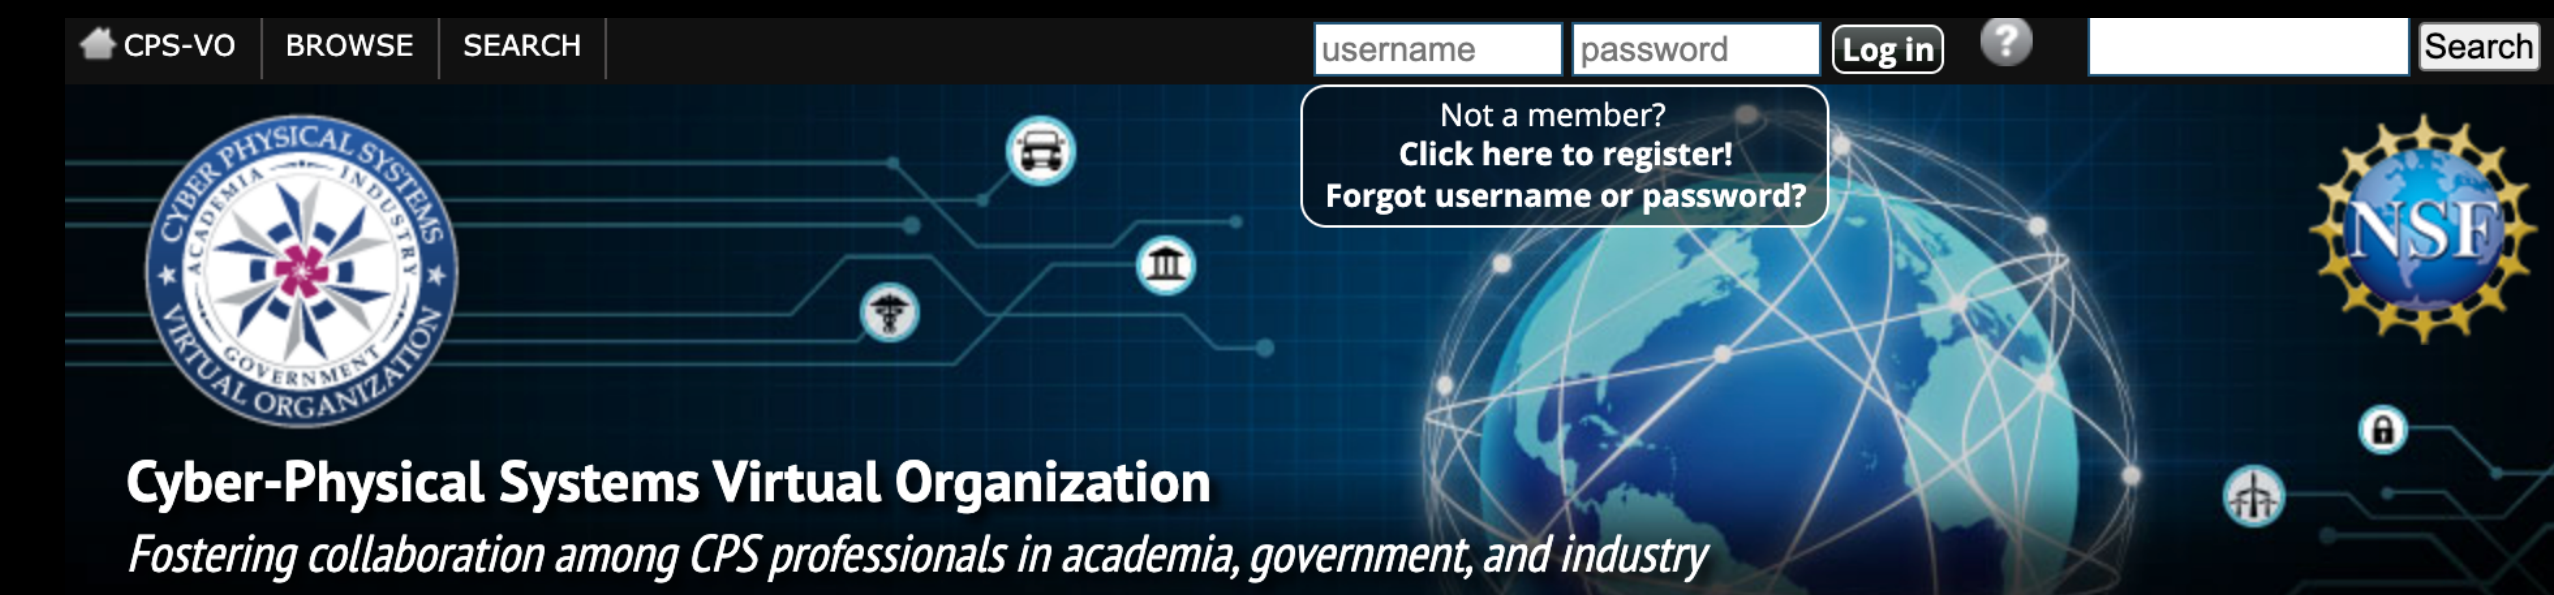 CPS-VO BROWSE SEARCH username password Log in ? Search
Not a member?
Click here to register!
Forgot username or password?
CYBER PHYSICAL SYSTEMS
VIRTUAL ORGANIZATION
ACADEMIA
INDUSTRY
GOVERNMENT
NSF
Cyber-Physical Systems Virtual Organization
Fostering collaboration among CPS professionals in academia, government, and industry